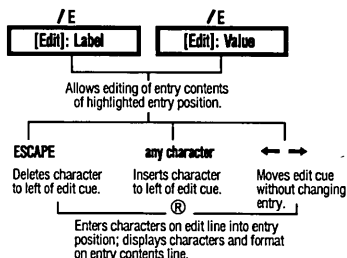 /E /E
[Edit]: Label [Edit]: Value
Allows editing of entry contents
of highlighted entry position.
ESCAPE any character ← →
Deletes character Inserts character Moves edit cue
to left of edit cue. to left of edit cue. without changing
entry.
®
Enters characters on edit line into entry
position; displays characters and format
on entry contents line.